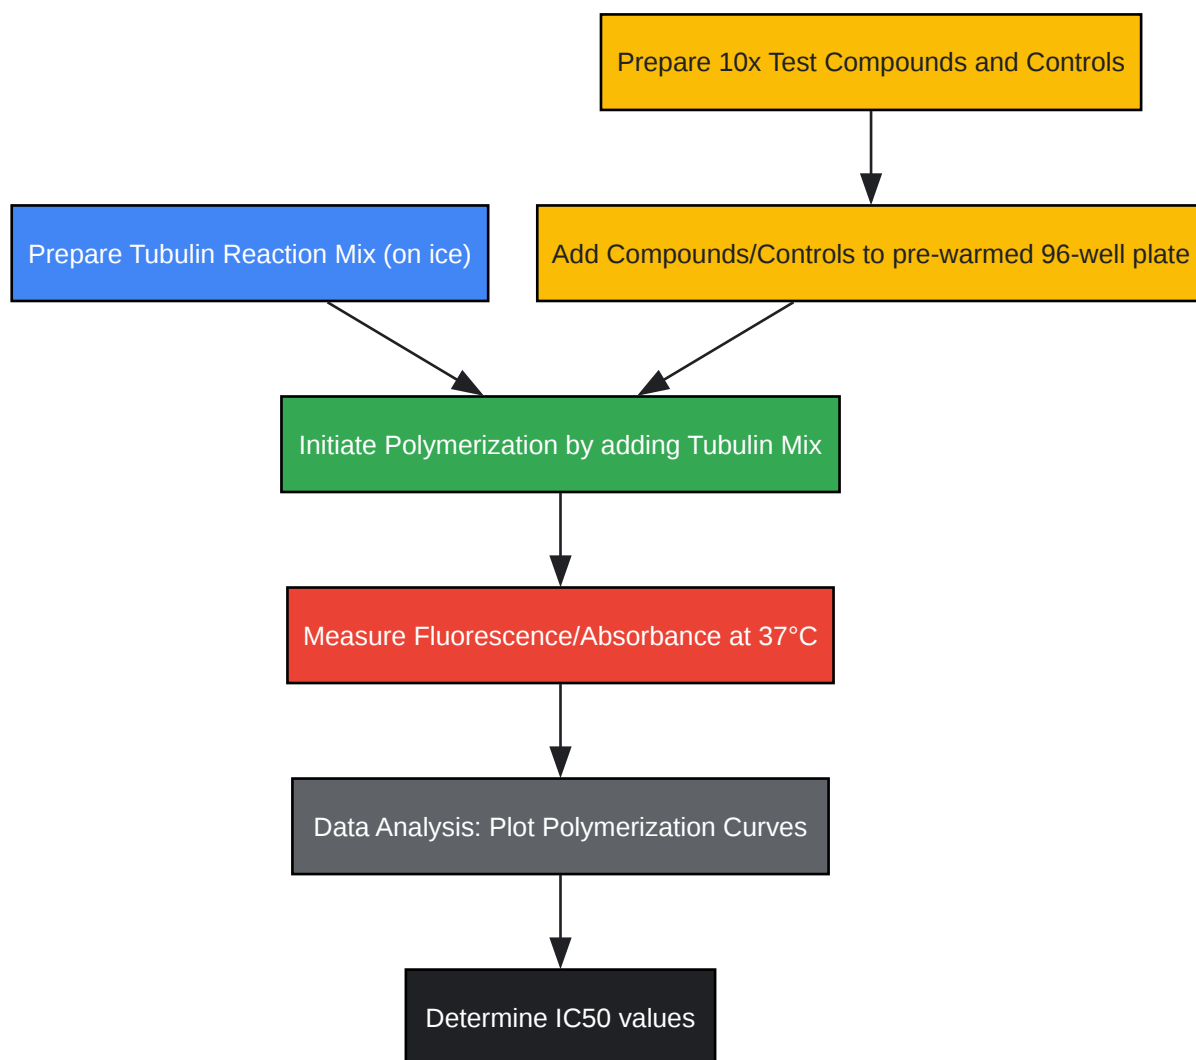 Prepare 10x Test Compounds and Controls
Prepare Tubulin Reaction Mix (on ice)
Add Compounds/Controls to pre-warmed 96-well plate
Initiate Polymerization by adding Tubulin Mix
Measure Fluorescence/Absorbance at 37°C
Data Analysis: Plot Polymerization Curves
Determine IC50 values